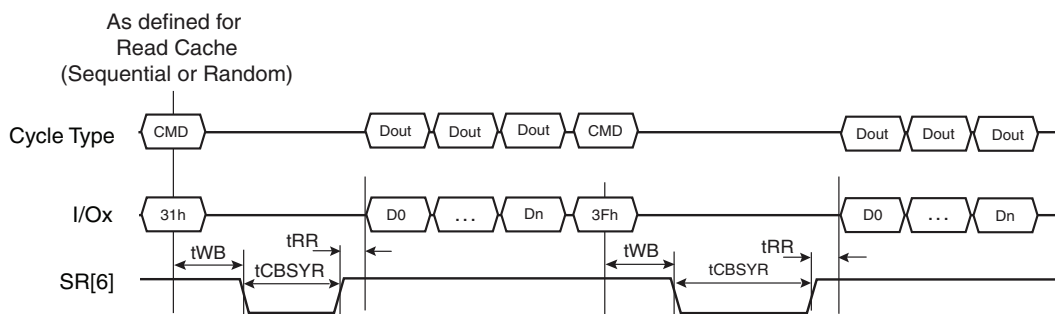 As defined for
Read Cache
(Sequential or Random)
Cycle Type CMD Dout Dout Dout CMD Dout Dout Dout
I/Ox 31h D0 ... Dn 3Fh D0 ... Dn
tWB tRR tWB tRR
tCBSYR tCBSYR
SR[6]